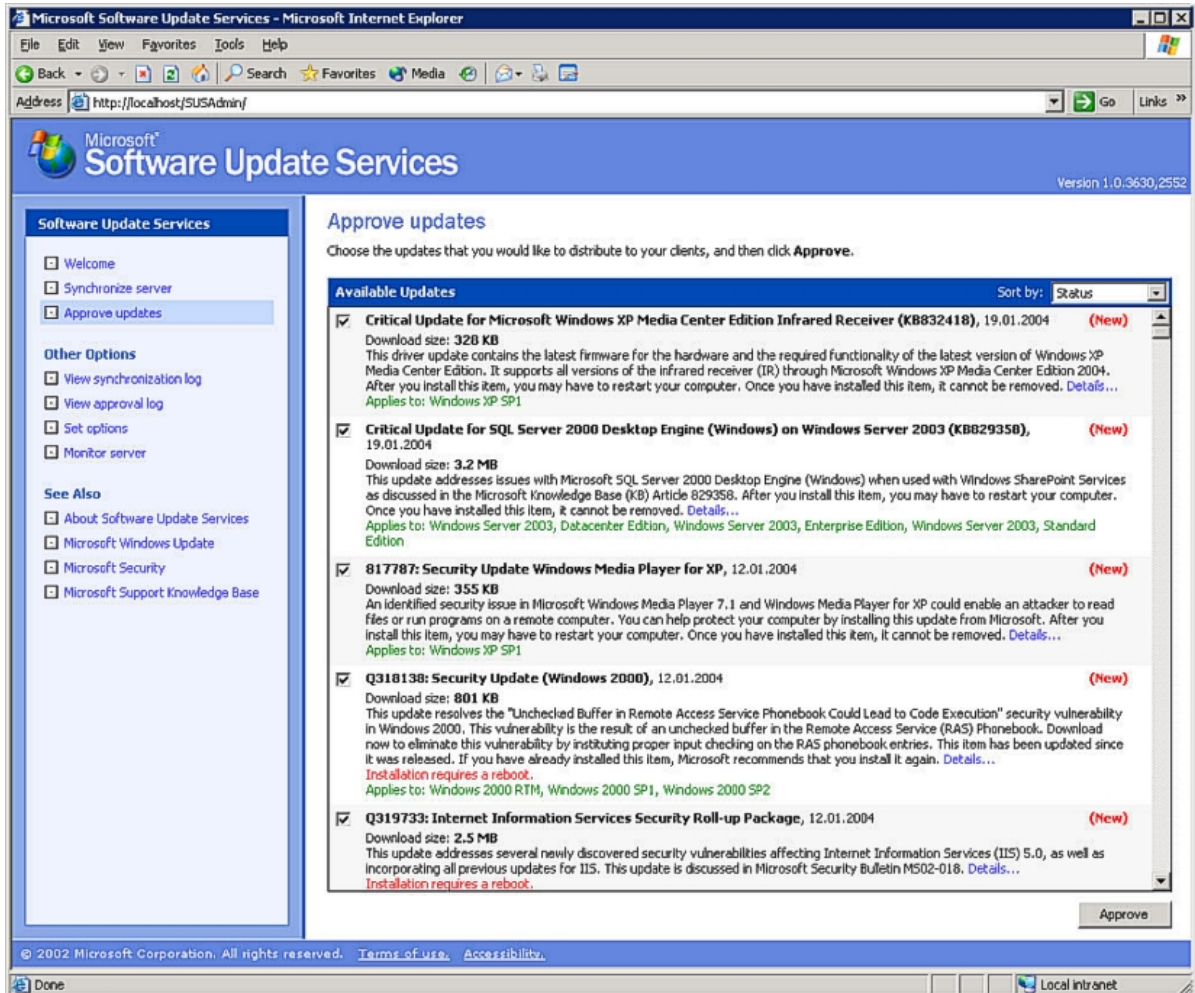 Microsoft Software Update Services - Microsoft Internet Explorer
File Edit View Favorites Tools Help
Back Search Favorites Media
Address http://localhost/SUSAdmin/ Go Links »
Microsoft
Software Update Services
Version 1.0.3630,2552
Software Update Services
Welcome
Synchronize server
Approve updates
Other Options
View synchronization log
View approval log
Set options
Monitor server
See Also
About Software Update Services
Microsoft Windows Update
Microsoft Security
Microsoft Support Knowledge Base
Approve updates
Choose the updates that you would like to distribute to your clients, and then click Approve.
Available Updates Sort by: Status
Critical Update for Microsoft Windows XP Media Center Edition Infrared Receiver (KB832418), 19.01.2004 (New)
Download size: 328 KB
This driver update contains the latest firmware for the hardware and the required functionality of the latest version of Windows XP
Media Center Edition. It supports all versions of the infrared receiver (IR) through Microsoft Windows XP Media Center Edition 2004.
After you install this item, you may have to restart your computer. Once you have installed this item, it cannot be removed. Details...
Applies to: Windows XP SP1
Critical Update for SQL Server 2000 Desktop Engine (Windows) on Windows Server 2003 (KB829358), (New)
19.01.2004
Download size: 3.2 MB
This update addresses issues with Microsoft SQL Server 2000 Desktop Engine (Windows) when used with Windows SharePoint Services
as discussed in the Microsoft Knowledge Base (KB) Article 829358. After you install this item, you may have to restart your computer.
Once you have installed this item, it cannot be removed. Details...
Applies to: Windows Server 2003, Datacenter Edition, Windows Server 2003, Enterprise Edition, Windows Server 2003, Standard
Edition
817787: Security Update Windows Media Player for XP, 12.01.2004 (New)
Download size: 355 KB
An identified security issue in Microsoft Windows Media Player 7.1 and Windows Media Player for XP could enable an attacker to read
files or run programs on a remote computer. You can help protect your computer by installing this update from Microsoft. After you
install this item, you may have to restart your computer. Once you have installed this item, it cannot be removed. Details...
Applies to: Windows XP SP1
Q318138: Security Update (Windows 2000), 12.01.2004 (New)
Download size: 801 KB
This update resolves the "Unchecked Buffer in Remote Access Service Phonebook Could Lead to Code Execution" security vulnerability
in Windows 2000. This vulnerability is the result of an unchecked buffer in the Remote Access Service (RAS) Phonebook. Download
now to eliminate this vulnerability by instituting proper input checking on the RAS phonebook entries. This item has been updated since
it was released. If you have already installed this item, Microsoft recommends that you install it again. Details...
Installation requires a reboot.
Applies to: Windows 2000 RTM, Windows 2000 SP1, Windows 2000 SP2
Q319733: Internet Information Services Security Roll-up Package, 12.01.2004 (New)
Download size: 2.5 MB
This update addresses several newly discovered security vulnerabilities affecting Internet Information Services (IIS) 5.0, as well as
incorporating all previous updates for IIS. This update is discussed in Microsoft Security Bulletin MS02-018. Details...
Installation requires a reboot.
Approve
© 2002 Microsoft Corporation. All rights reserved. Terms of use. Accessibility.
Done Local intranet